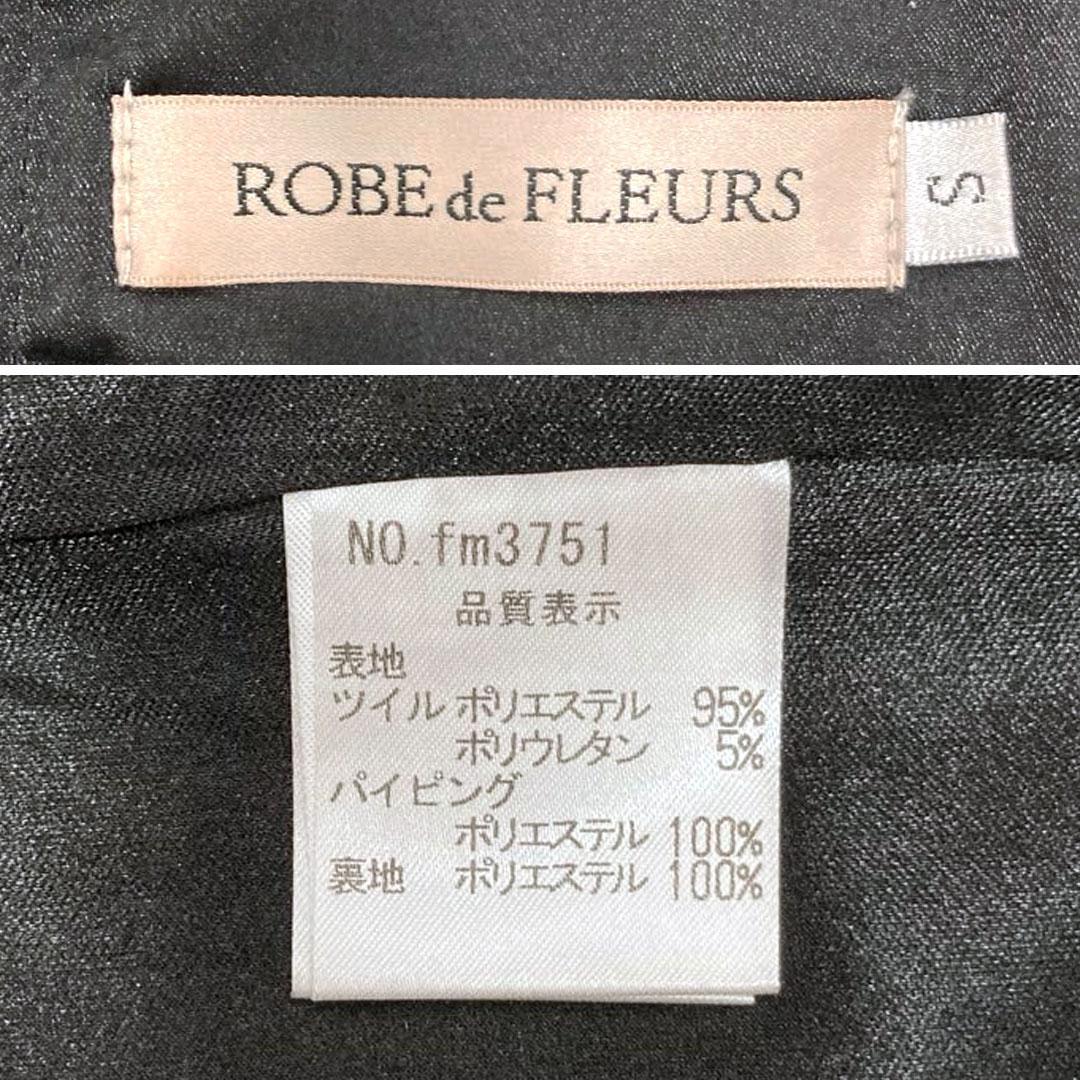 ROBE de FLEURS
S
NO.fm3751
品質表示
表地
ツイル ポリエステル 95%
ポリウレタン 5%
パイピング
ポリエステル 100%
裏地 ポリエステル 100%